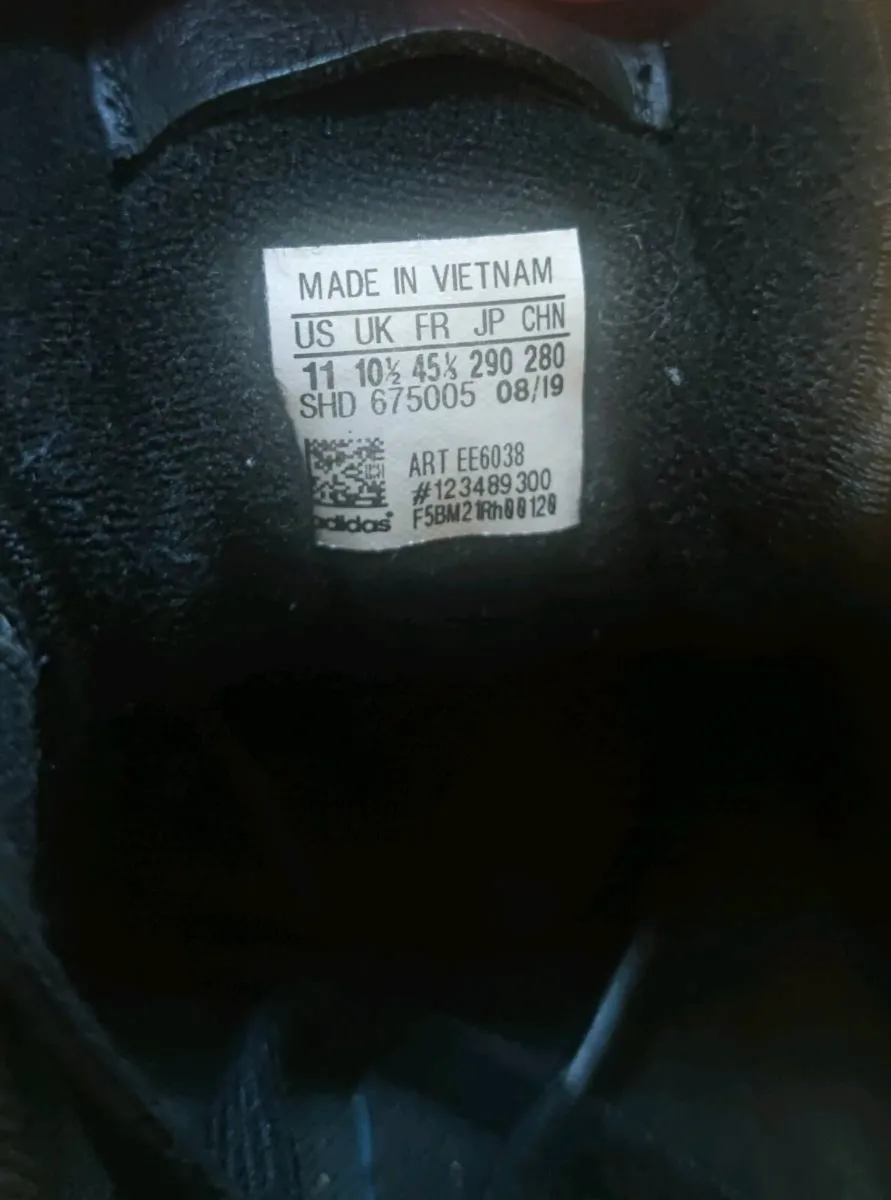 MADE IN VIETNAM
US UK FR JP CHN
11 10½ 45⅓ 290 280
SHD 675005 08/19
ART EE6038
#123489300
F5BM21Rh00120
adidas